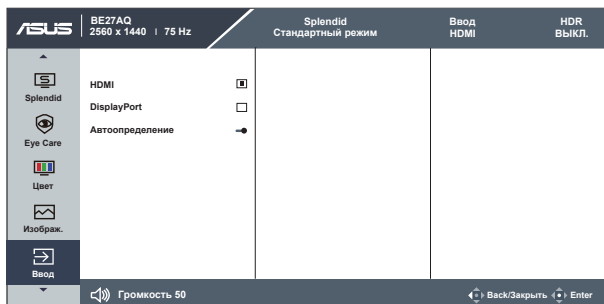 ASUS
BE27AQ
2560 x 1440 | 75 Hz
Splendid
Стандартный режим
Ввод
HDMI
HDR
ВЫКЛ.
Splendid
Eye Care
Цвет
Изображ.
Ввод
HDMI
DisplayPort
Автоопределение
Громкость 50
Back/Закрыть
Enter